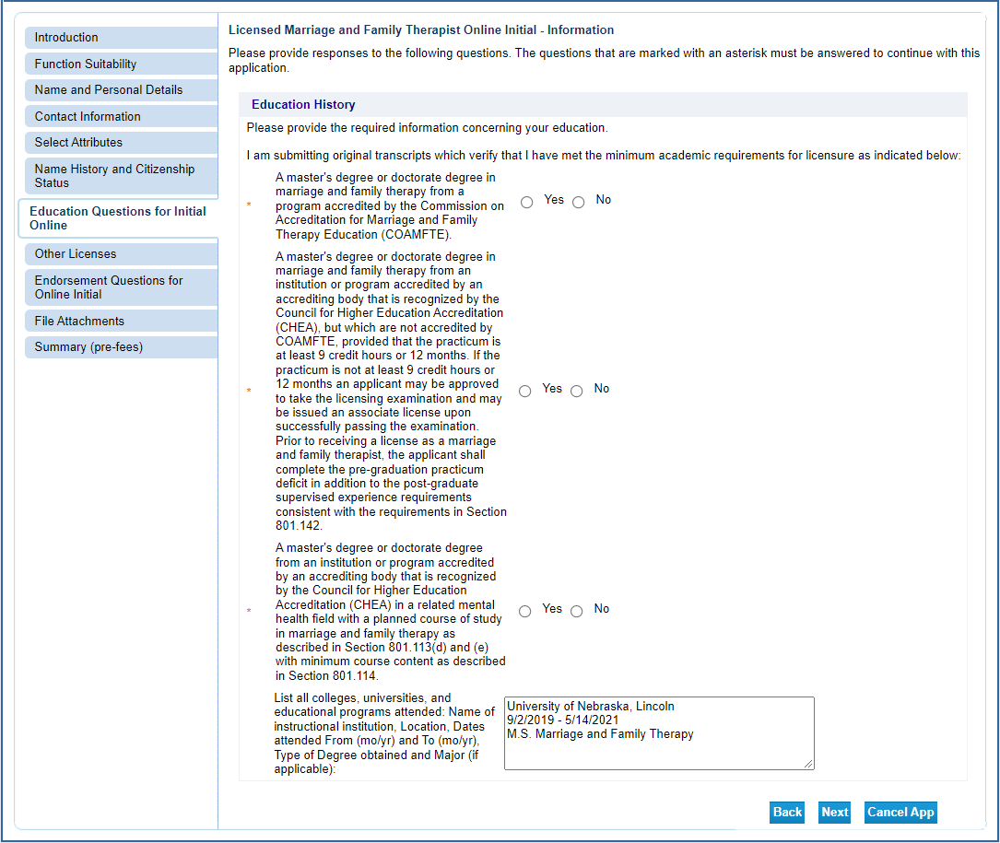 Introduction
Function Suitability
Name and Personal Details
Contact Information
Select Attributes
Name History and Citizenship
Status
Education Questions for Initial
Online
Other Licenses
Endorsement Questions for
Online Initial
File Attachments
Summary (pre-fees)
Licensed Marriage and Family Therapist Online Initial - Information
Please provide responses to the following questions. The questions that are marked with an asterisk must be answered to continue with this
application.
Education History
Please provide the required information concerning your education.
I am submitting original transcripts which verify that I have met the minimum academic requirements for licensure as indicated below:
A master's degree or doctorate degree in
marriage and family therapy from a
* program accredited by the Commission on Yes No
Accreditation for Marriage and Family
Therapy Education (COAMFTE).
A master's degree or doctorate degree in
marriage and family therapy from an
institution or program accredited by an
accrediting body that is recognized by the
Council for Higher Education Accreditation
(CHEA), but which are not accredited by
COAMFTE, provided that the practicum is
at least 9 credit hours or 12 months. If the
practicum is not at least 9 credit hours or
* 12 months an applicant may be approved Yes No
to take the licensing examination and may
be issued an associate license upon
successfully passing the examination.
Prior to receiving a license as a marriage
and family therapist, the applicant shall
complete the pre-graduation practicum
deficit in addition to the post-graduate
supervised experience requirements
consistent with the requirements in Section
801.142.
A master's degree or doctorate degree
from an institution or program accredited
by an accrediting body that is recognized
by the Council for Higher Education
* Accreditation (CHEA) in a related mental Yes No
health field with a planned course of study
in marriage and family therapy as
described in Section 801.113(d) and (e)
with minimum course content as described
in Section 801.114.
List all colleges, universities, and
educational programs attended: Name of
instructional institution, Location, Dates
attended From (mo/yr) and To (mo/yr),
Type of Degree obtained and Major (if
applicable):
University of Nebraska, Lincoln
9/2/2019 - 5/14/2021
M.S. Marriage and Family Therapy
Back Next Cancel App